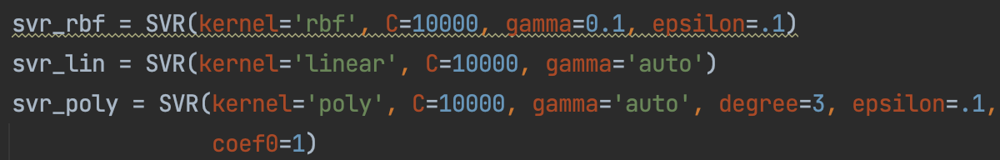 svr_rbf = SVR(kernel='rbf', C=10000, gamma=0.1, epsilon=.1)
svr_lin = SVR(kernel='linear', C=10000, gamma='auto')
svr_poly = SVR(kernel='poly', C=10000, gamma='auto', degree=3, epsilon=.1,
coef0=1)